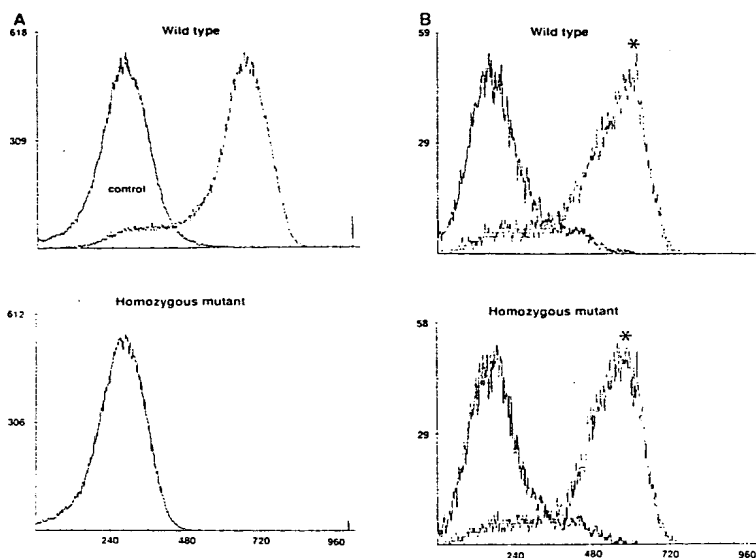 A
Wild type
618
309
control
Homozygous mutant
612
306
240 480 720 960
B
Wild type
59
29
*
Homozygous mutant
58
29
*
240 480 720 960